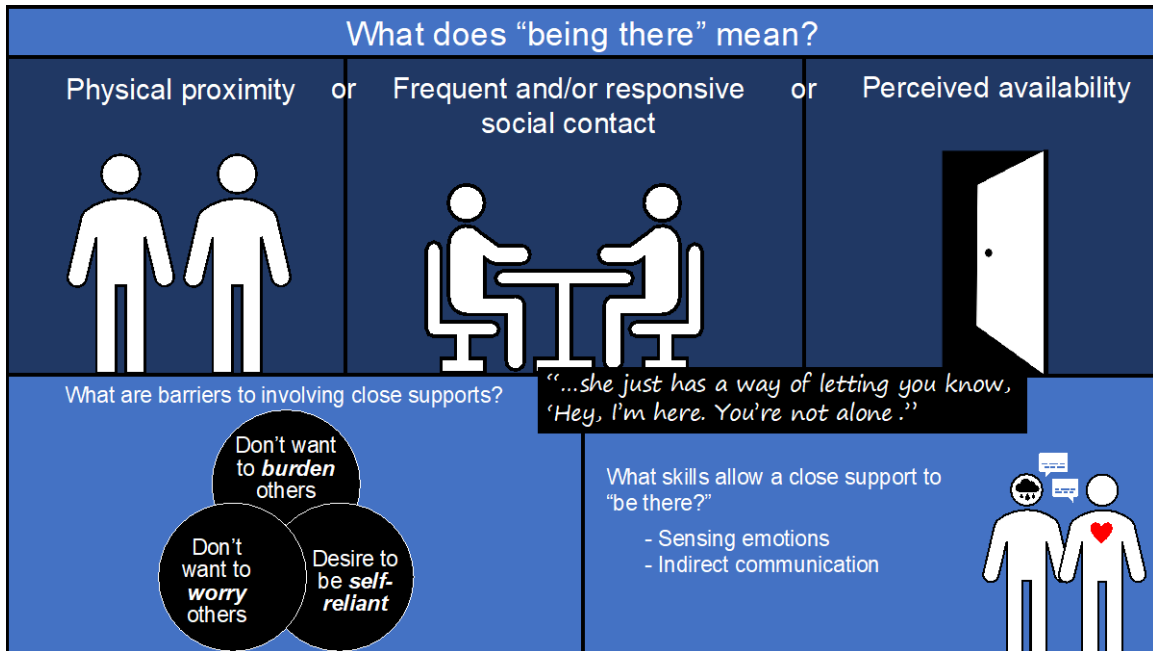 What does “being there” mean?
Physical proximity
or
Frequent and/or responsive
social contact
or
Perceived availability
“...she just has a way of letting you know,
‘Hey, I’m here. You’re not alone.”
What are barriers to involving close supports?
Don’t want
to burden
others
Don’t
want to
worry
others
Desire to
be self-
reliant
What skills allow a close support to
“be there?”
- Sensing emotions
- Indirect communication